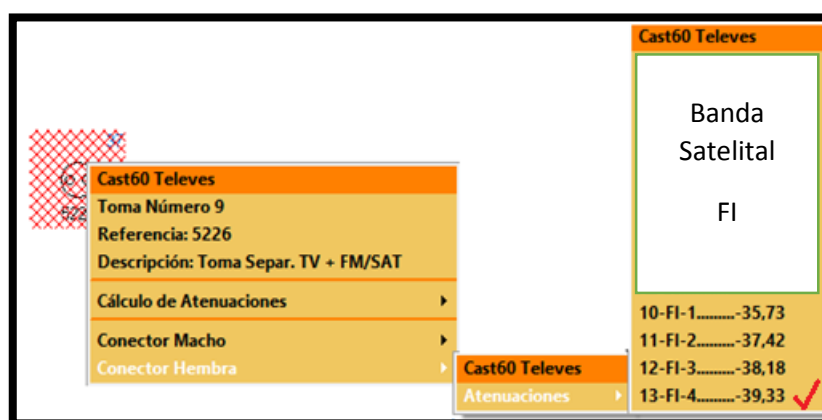 Cast60 Televes
Toma Número 9
Referencia: 5226
Descripción: Toma Separ. TV + FM/SAT
Cálculo de Atenuaciones
Conector Macho
Conector Hembra
Cast60 Televes
Atenuaciones
Cast60 Televes
Banda
Satelital
FI
10-FI-1.........-35,73
11-FI-2.........-37,42
12-FI-3.........-38,18
13-FI-4.........-39,33